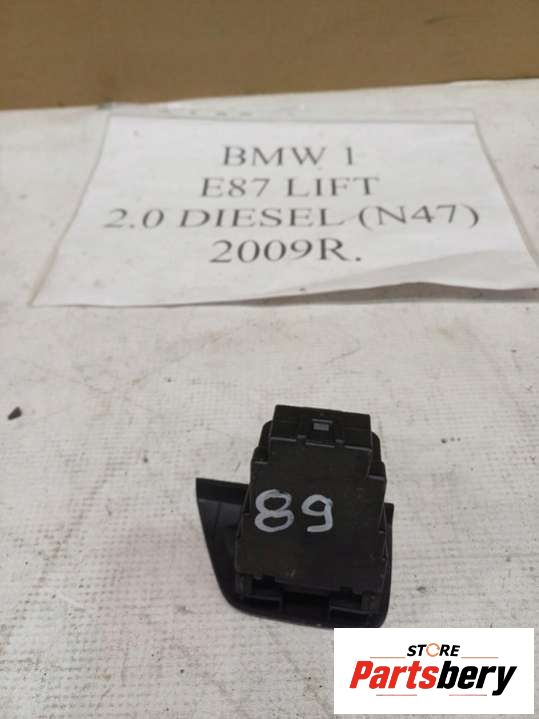 BMW 1
E87 LIFT
2.0 DIESEL (N47)
2009R.
89
STORE
Partsbery